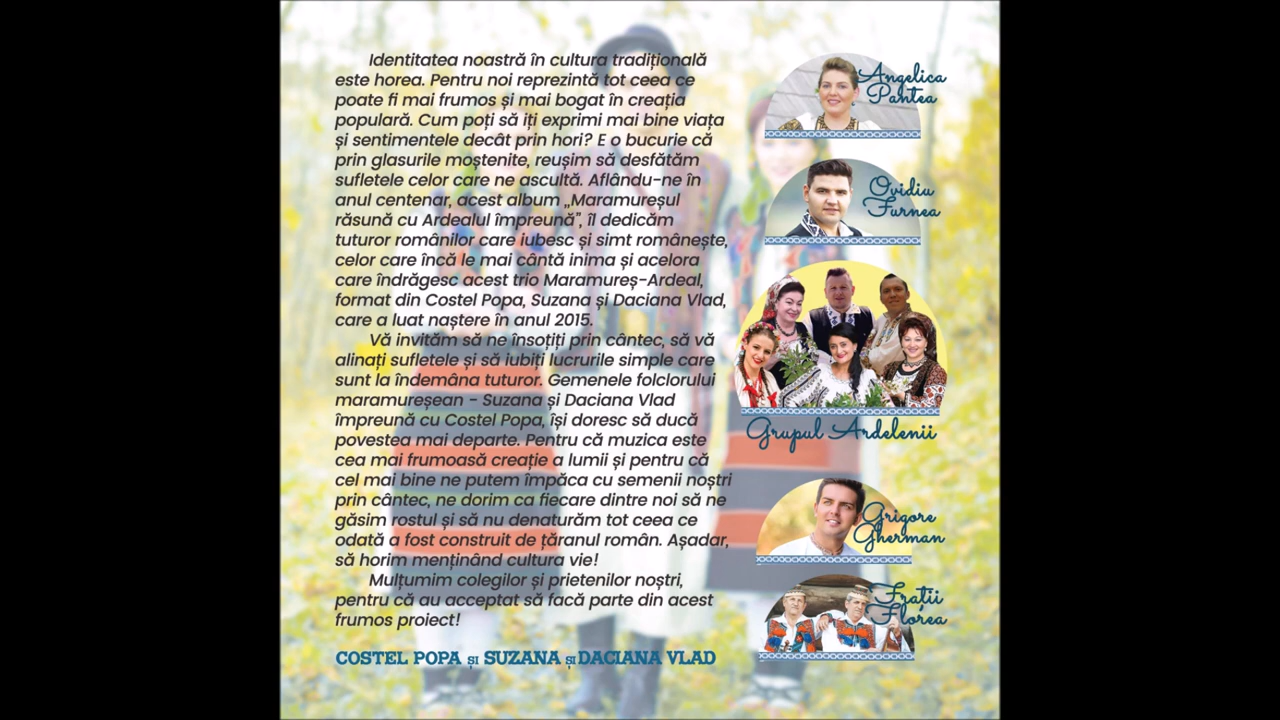 Identitatea noastră în cultura tradițională
este horea. Pentru noi reprezintă tot ceea ce
poate fi mai frumos și mai bogat în creația
populară. Cum poți să iți exprimi mai bine viața
și sentimentele decât prin hori? E o bucurie că
prin glasurile moștenite, reușim să desfătăm
sufletele celor care ne ascultă. Aflându-ne în
anul centenar, acest album „Maramureșul
răsună cu Ardealul împreună", îl dedicăm
tuturor românilor care iubesc și simt românește,
celor care încă le mai cântă inima și acelora
care îndrăgesc acest trio Maramureș-Ardeal,
format din Costel Popa, Suzana și Daciana Vlad,
care a luat naștere în anul 2015.
Vă invităm să ne însoțiți prin cântec, să vă
alinați sufletele și să iubiți lucrurile simple care
sunt la îndemâna tuturor. Gemenele folclorului
maramureșean - Suzana și Daciana Vlad
împreună cu Costel Popa, își doresc să ducă
povestea mai departe. Pentru că muzica este
cea mai frumoasă creație a lumii și pentru că
cel mai bine ne putem împăca cu semenii noștri
prin cântec, ne dorim ca fiecare dintre noi să ne
găsim rostul și să nu denaturăm tot ceea ce
odată a fost construit de țăranul român. Așadar,
să horim menținând cultura vie!
Mulțumim colegilor și prietenilor noștri,
pentru că au acceptat să facă parte din acest
frumos proiect!
COSTEL POPA și SUZANA și DACIANA VLAD
Angelica
Pantea
Ovidiu
Furnea
Grupul Ardelenii
Grigore
Gherman
Frații
Florea